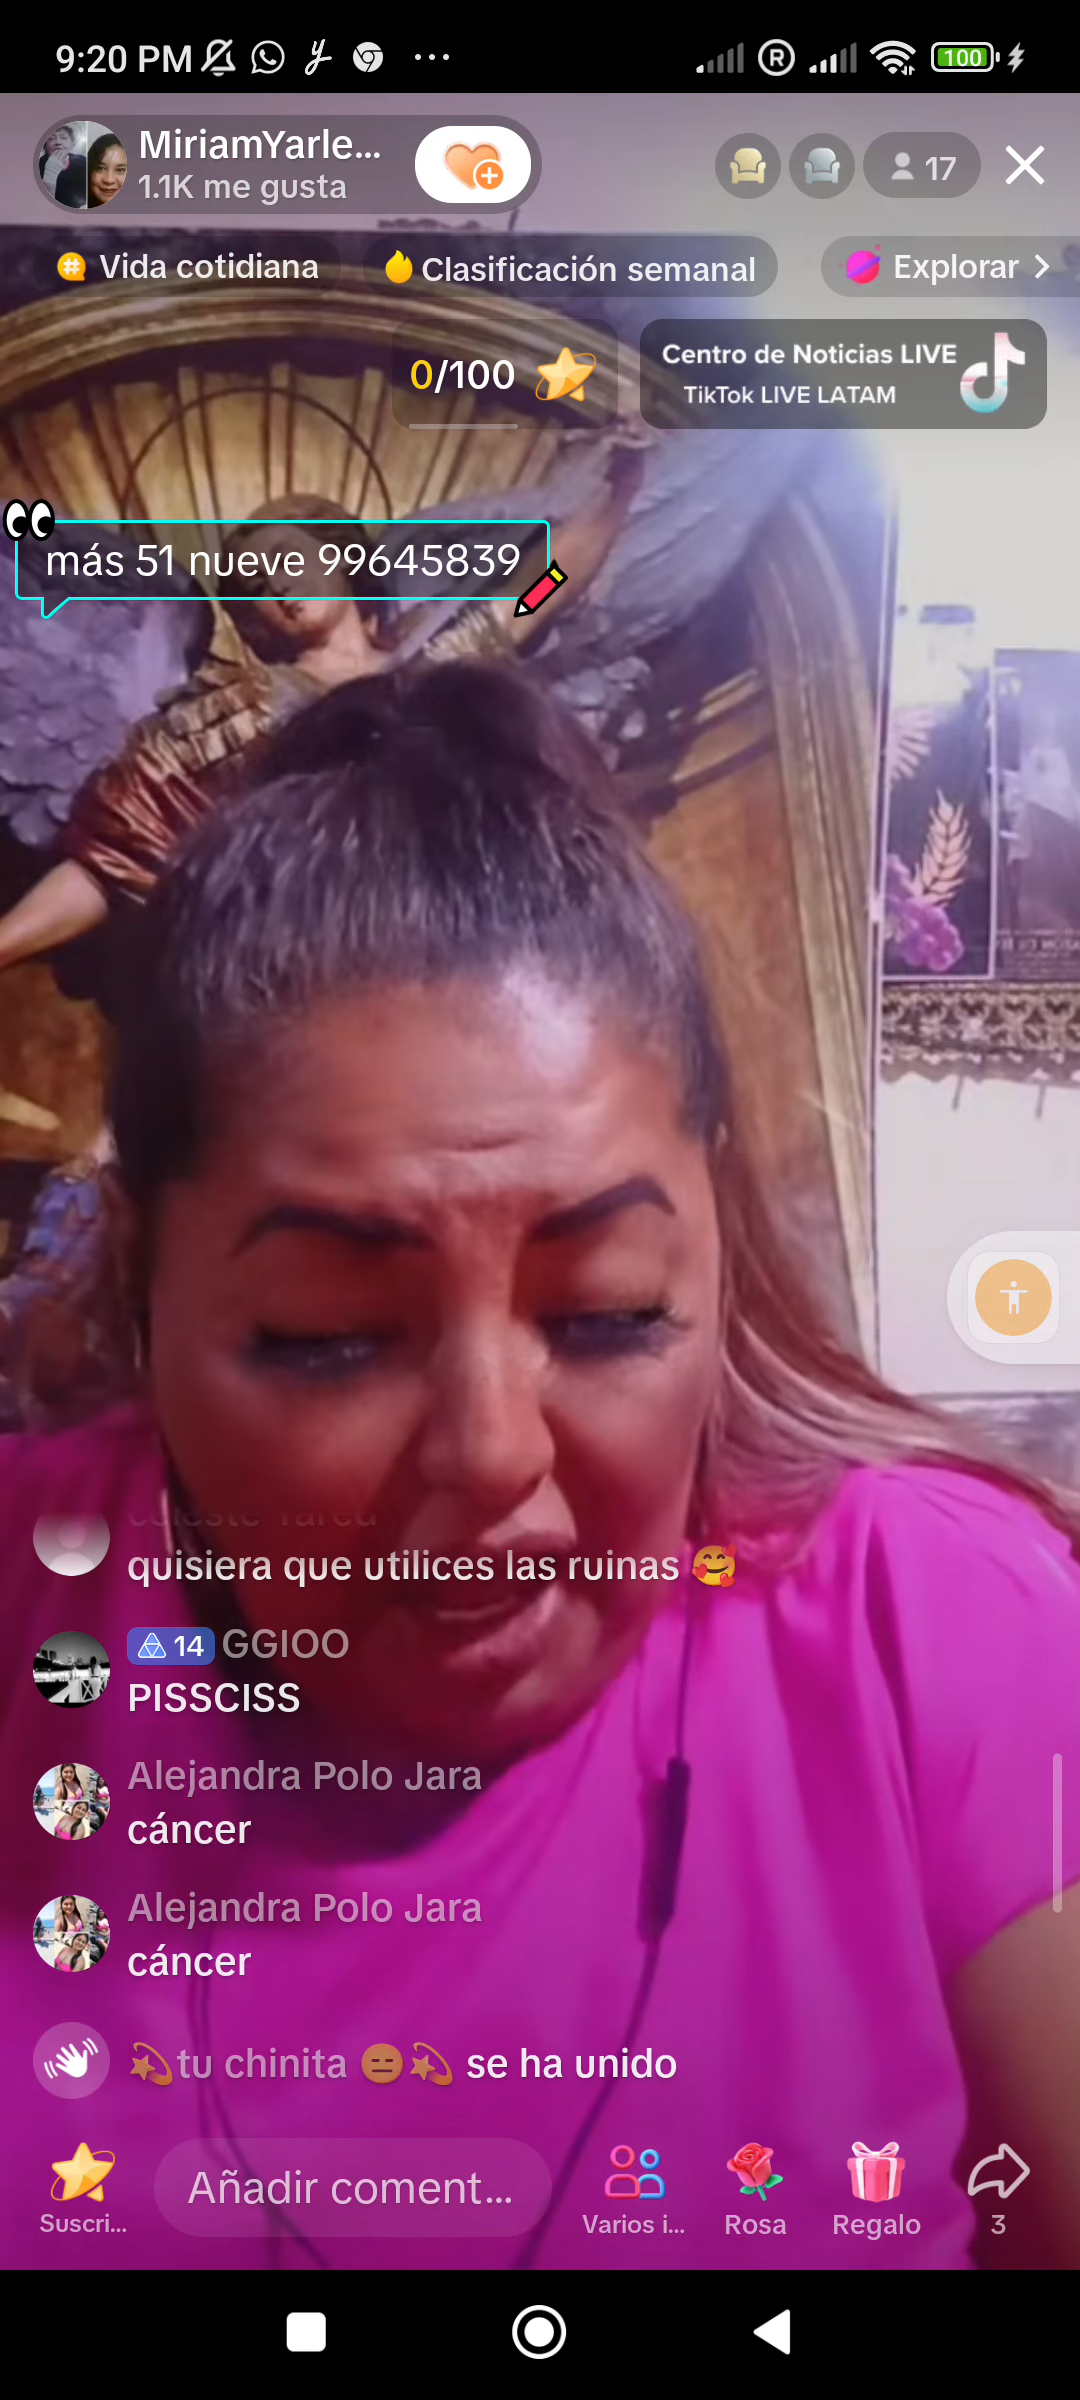 9:20 PM
100
MiriamYarle...
1.1K me gusta
17
Vida cotidiana
Clasificación semanal
Explorar
0/100
Centro de Noticias LIVE
TikTok LIVE LATAM
más 51 nueve 99645839
quisiera que utilices las ruinas 🥰
14 GGIOO
PISSCISS
Alejandra Polo Jara
cáncer
Alejandra Polo Jara
cáncer
💫tu chinita 😑💫 se ha unido
Añadir coment...
Suscri...
Varios i...
Rosa
Regalo
3